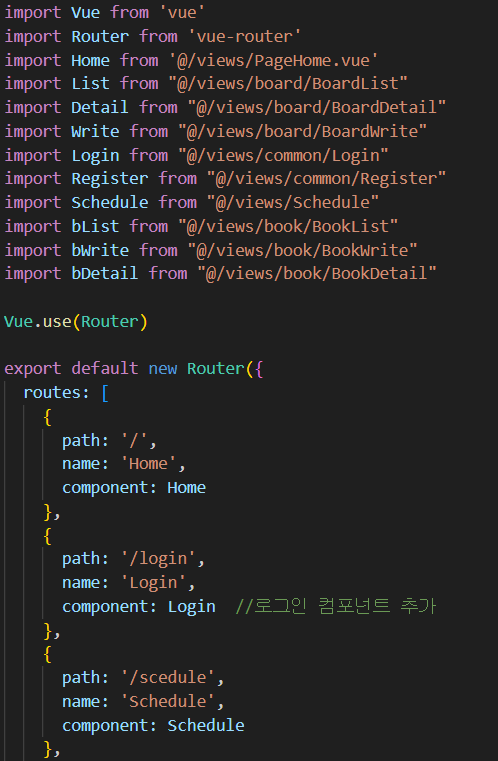 import Vue from 'vue'
import Router from 'vue-router'
import Home from '@/views/PageHome.vue'
import List from "@/views/board/BoardList"
import Detail from "@/views/board/BoardDetail"
import Write from "@/views/board/BoardWrite"
import Login from "@/views/common/Login"
import Register from "@/views/common/Register"
import Schedule from "@/views/Schedule"
import bList from "@/views/book/BookList"
import bWrite from "@/views/book/BookWrite"
import bDetail from "@/views/book/BookDetail"

Vue.use(Router)

export default new Router({
  routes: [
    {
      path: '/',
      name: 'Home',
      component: Home
    },
    {
      path: '/login',
      name: 'Login',
      component: Login  //로그인 컴포넌트 추가
    },
    {
      path: '/scedule',
      name: 'Schedule',
      component: Schedule
    },